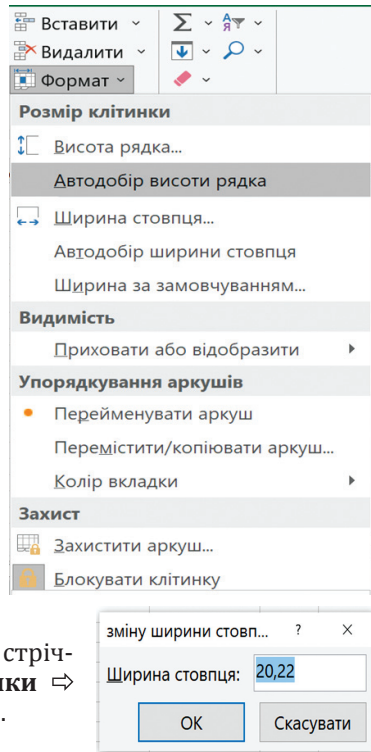 Вставити
Видалити
Формат
Розмір клітинки
Висота рядка...
Автодобір висоти рядка
Ширина стовпця...
Автодобір ширини стовпця
Ширина за замовчуванням...
Видимість
Приховати або відобразити
Упорядкування аркушів
Перейменувати аркуш
Перемістити/копіювати аркуш...
Колір вкладки
Захист
Захистити аркуш...
Блокувати клітинку
стріч-
ики ⇨
.
зміну ширини стовп... ? ×
Ширина стовпця: 20,22
ОК Скасувати